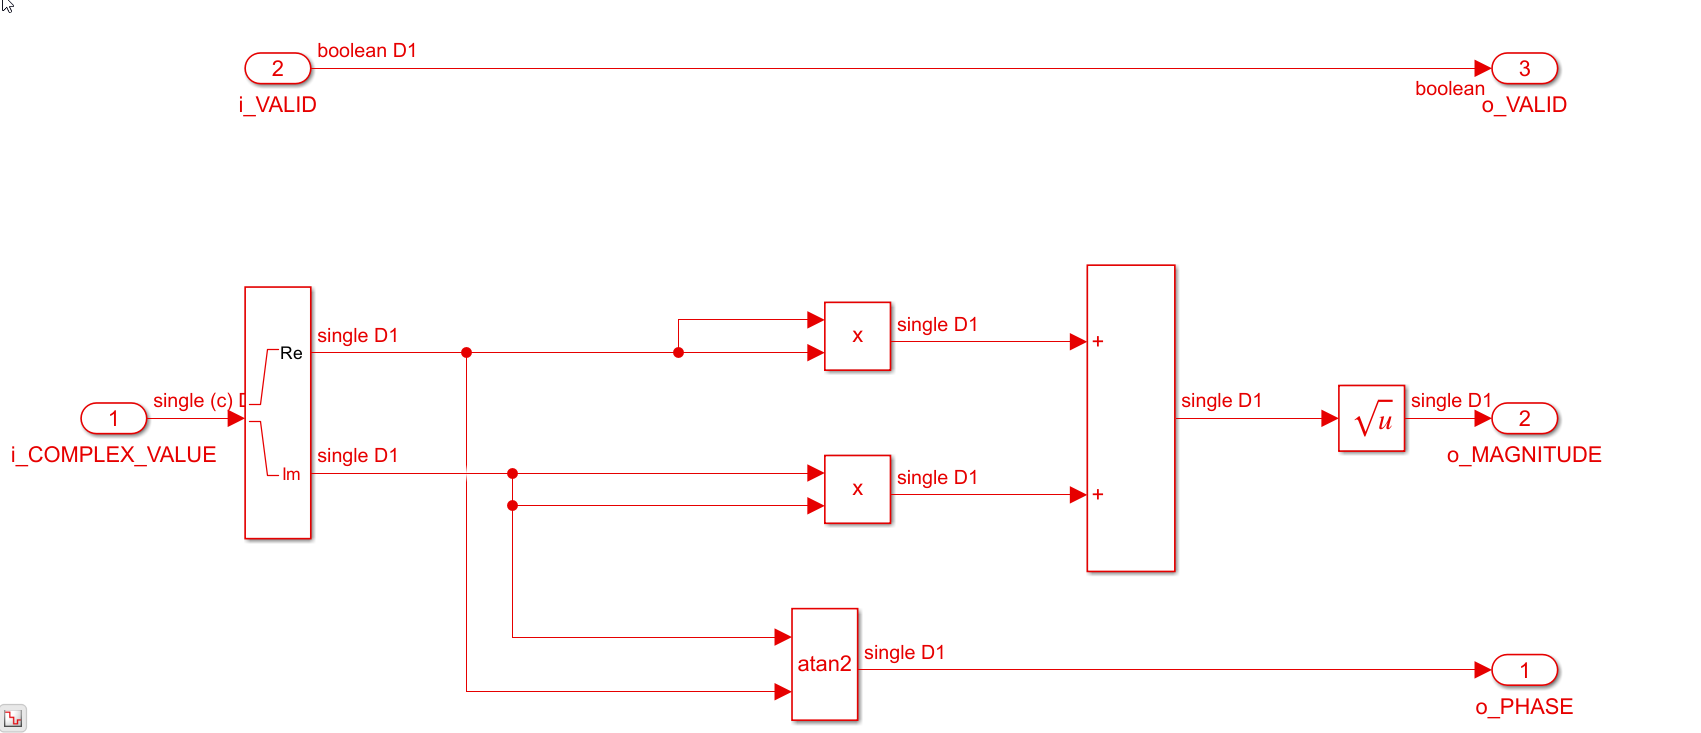 boolean D1
2
i_VALID
3
boolean
o_VALID
single D1
Re
x
single D1
+
single (c) D
1
i_COMPLEX_VALUE
single D1
Im
x
single D1
+
single D1
√u
single D1
2
o_MAGNITUDE
atan2
single D1
1
o_PHASE